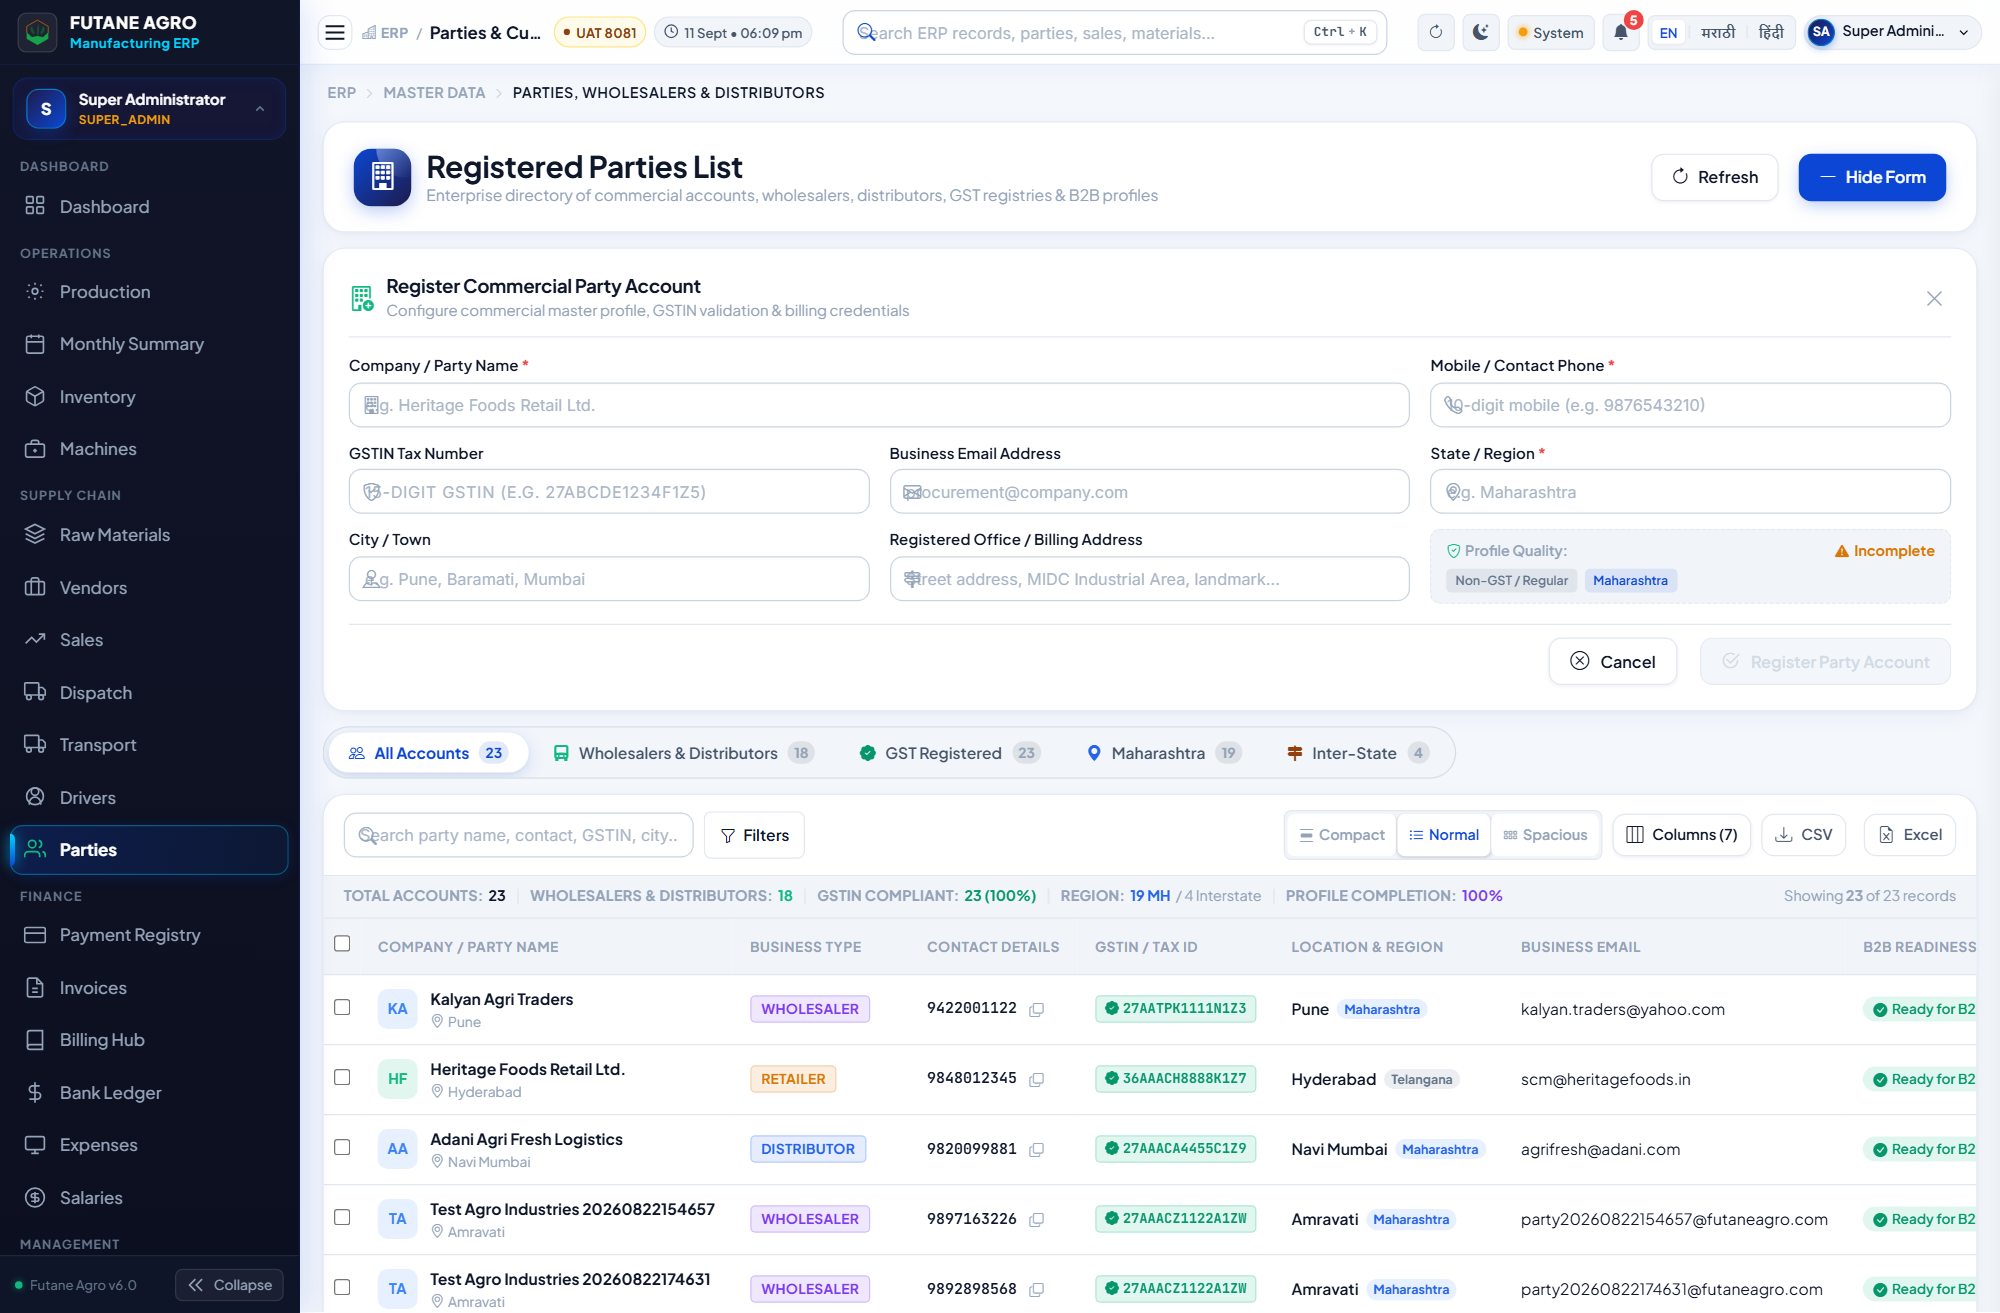 FUTANE AGRO
Manufacturing ERP
S
Super Administrator
SUPER_ADMIN
DASHBOARD
Dashboard
OPERATIONS
Production
Monthly Summary
Inventory
Machines
SUPPLY CHAIN
Raw Materials
Vendors
Sales
Dispatch
Transport
Drivers
Parties
FINANCE
Payment Registry
Invoices
Billing Hub
Bank Ledger
Expenses
Salaries
MANAGEMENT
Futane Agro v6.0
Collapse
ERP / Parties & Cu...
UAT 8081
11 Sept • 06:09 pm
Search ERP records, parties, sales, materials...
Ctrl + K
System
5
EN
मराठी
हिंदी
SA
Super Admini...
ERP > MASTER DATA > PARTIES, WHOLESALERS & DISTRIBUTORS
Registered Parties List
Enterprise directory of commercial accounts, wholesalers, distributors, GST registries & B2B profiles
Refresh
Hide Form
Register Commercial Party Account
Configure commercial master profile, GSTIN validation & billing credentials
Company / Party Name *
Mobile / Contact Phone *
g. Heritage Foods Retail Ltd.
-digit mobile (e.g. 9876543210)
GSTIN Tax Number
Business Email Address
State / Region *
-DIGIT GSTIN (E.G. 27ABCDE1234F1Z5)
ocurement@company.com
g. Maharashtra
City / Town
Registered Office / Billing Address
Profile Quality:
Incomplete
g. Pune, Baramati, Mumbai
reet address, MIDC Industrial Area, landmark...
Non-GST / Regular
Maharashtra
Cancel
Register Party Account
All Accounts 23
Wholesalers & Distributors 18
GST Registered 23
Maharashtra 19
Inter-State 4
Search party name, contact, GSTIN, city..
Filters
Compact
Normal
Spacious
Columns (7)
CSV
Excel
TOTAL ACCOUNTS: 23
WHOLESALERS & DISTRIBUTORS: 18
GSTIN COMPLIANT: 23 (100%)
REGION: 19 MH / 4 Interstate
PROFILE COMPLETION: 100%
Showing 23 of 23 records
COMPANY / PARTY NAME
BUSINESS TYPE
CONTACT DETAILS
GSTIN / TAX ID
LOCATION & REGION
BUSINESS EMAIL
B2B READINESS
KA
Kalyan Agri Traders
Pune
WHOLESALER
9422001122
27AATPK1111N1Z3
Pune Maharashtra
kalyan.traders@yahoo.com
Ready for B2
HF
Heritage Foods Retail Ltd.
Hyderabad
RETAILER
9848012345
36AAACH8888K1Z7
Hyderabad Telangana
scm@heritagefoods.in
Ready for B2
AA
Adani Agri Fresh Logistics
Navi Mumbai
DISTRIBUTOR
9820099881
27AAACA4455C1Z9
Navi Mumbai Maharashtra
agrifresh@adani.com
Ready for B2
TA
Test Agro Industries 20260822154657
Amravati
WHOLESALER
9897163226
27AAACZ1122A1ZW
Amravati Maharashtra
party20260822154657@futaneagro.com
Ready for B2
TA
Test Agro Industries 20260822174631
Amravati
WHOLESALER
9892898568
27AAACZ1122A1ZW
Amravati Maharashtra
party20260822174631@futaneagro.com
Ready for B2